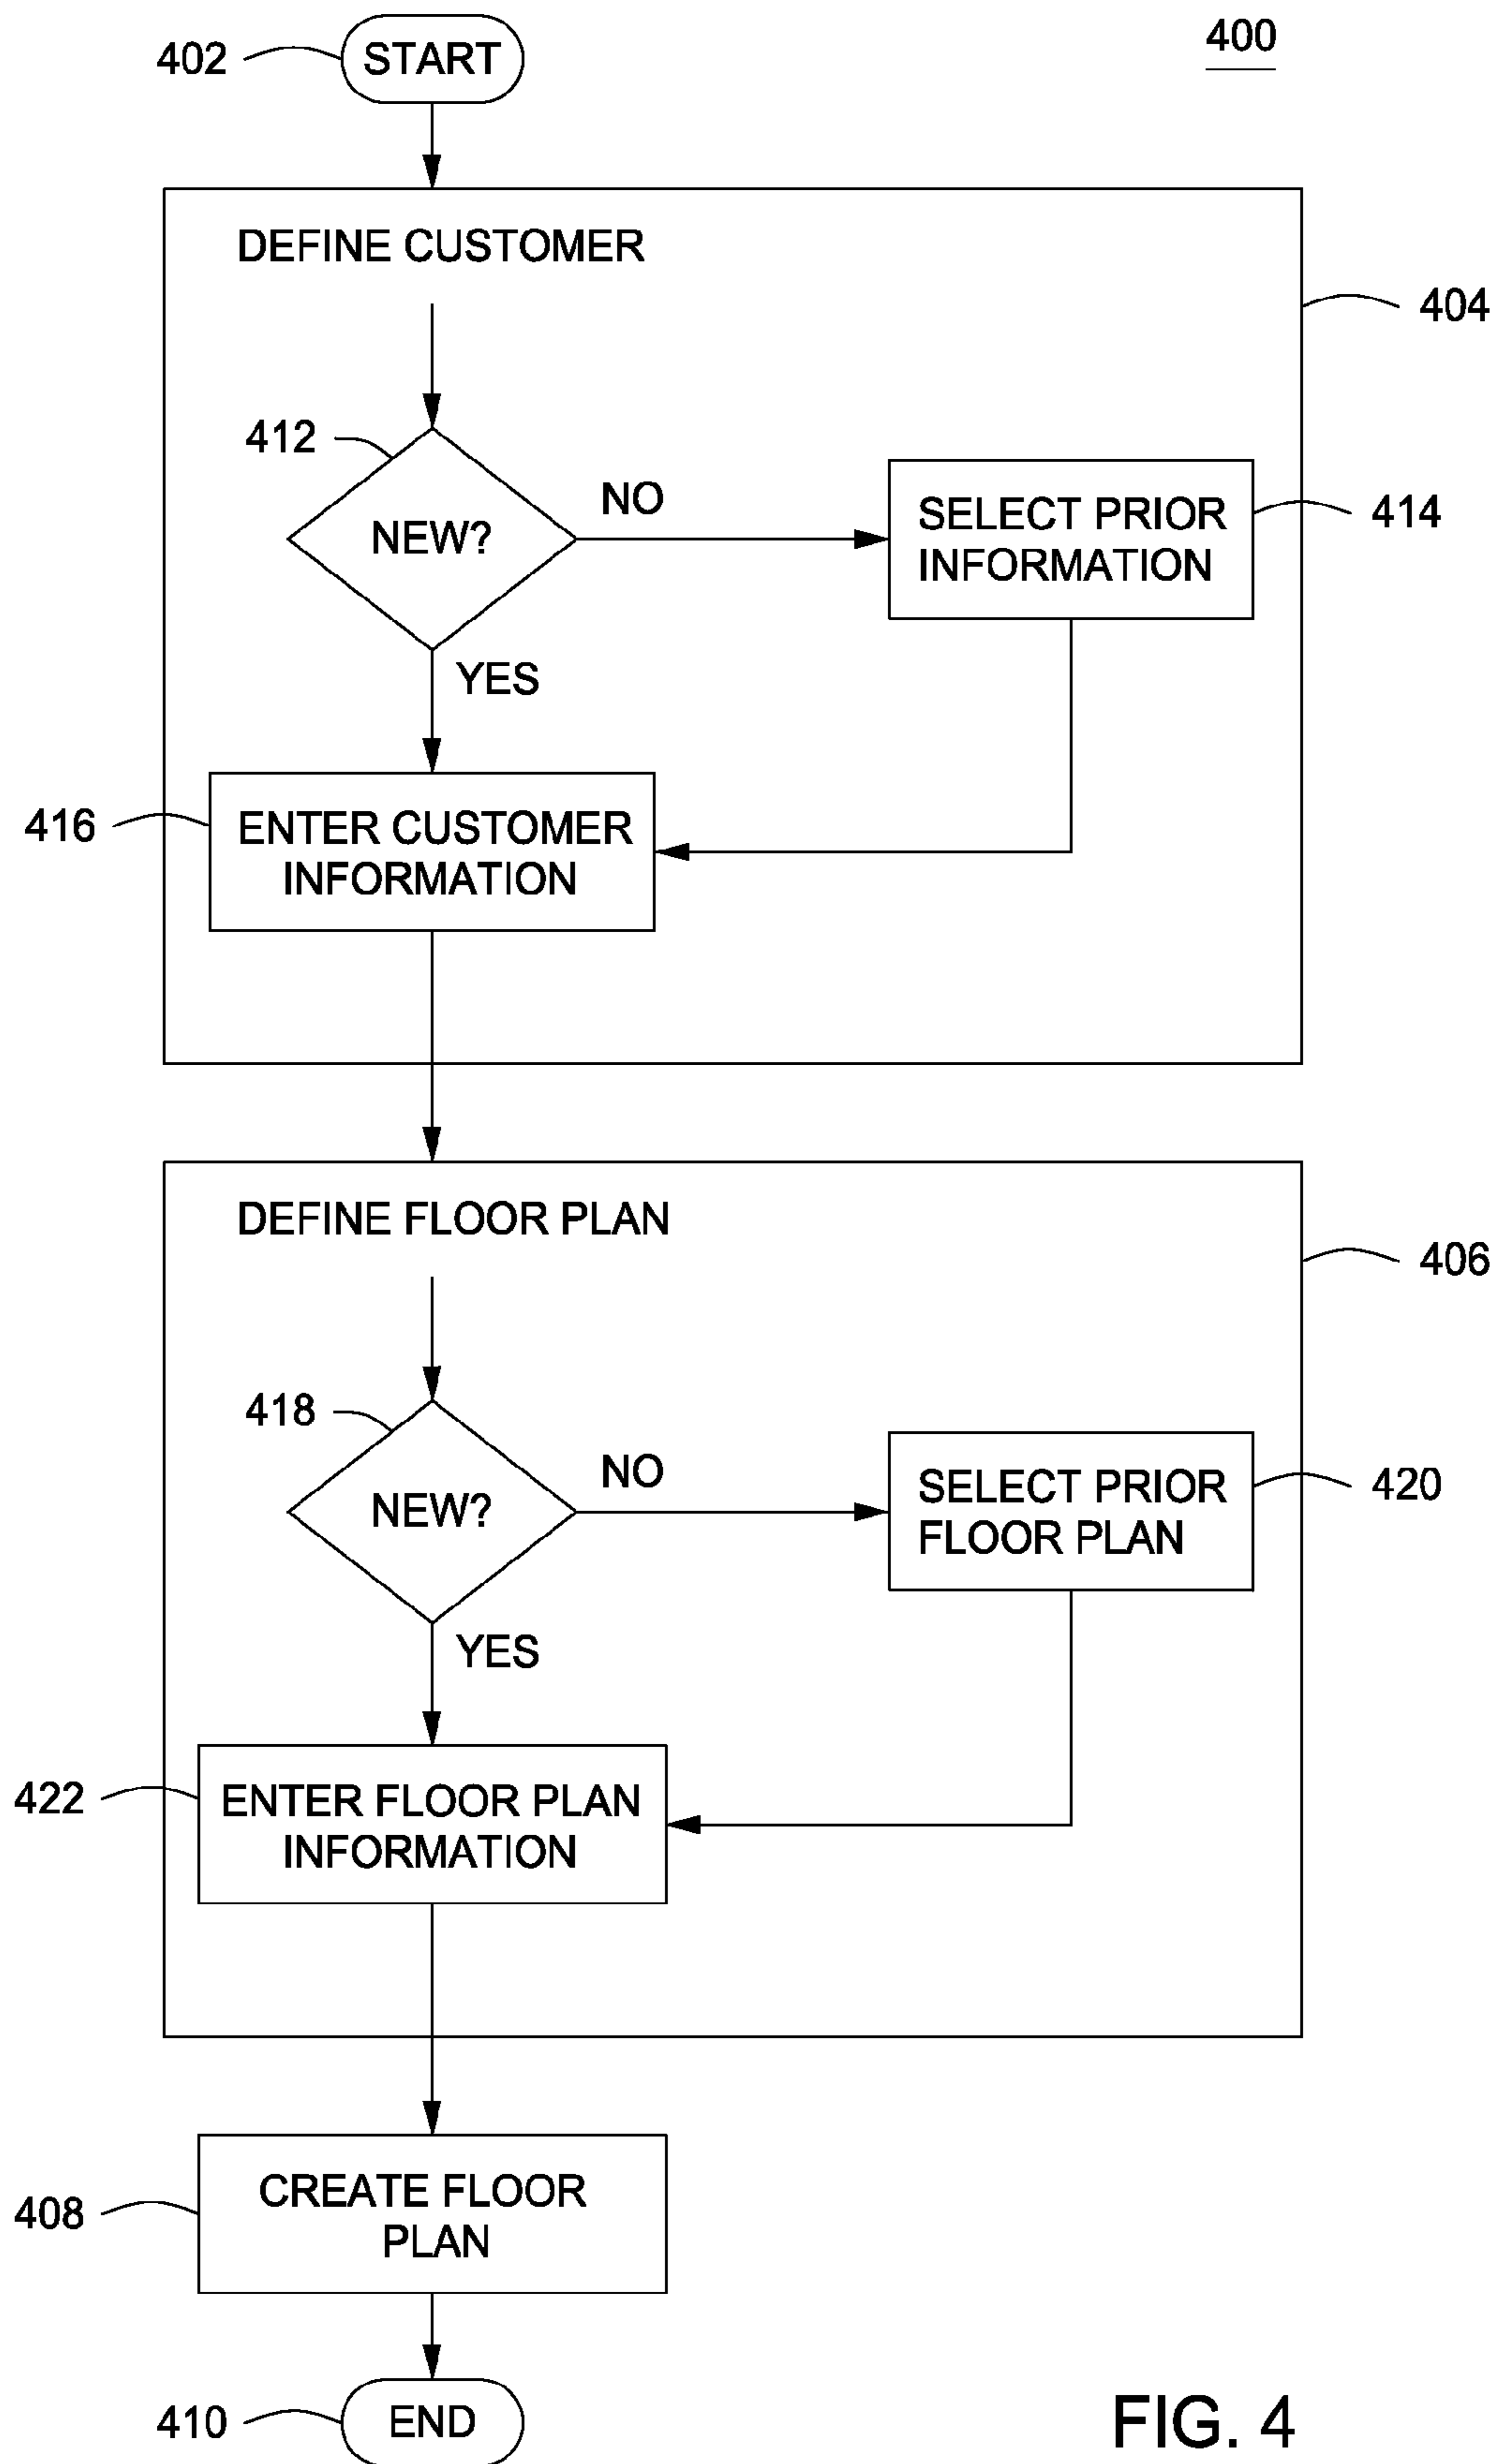 400
402
START
DEFINE CUSTOMER
404
412
NEW?
NO
SELECT PRIOR
INFORMATION
414
YES
416
ENTER CUSTOMER
INFORMATION
DEFINE FLOOR PLAN
406
418
NEW?
NO
SELECT PRIOR
FLOOR PLAN
420
YES
422
ENTER FLOOR PLAN
INFORMATION
408
CREATE FLOOR
PLAN
410
END
FIG. 4